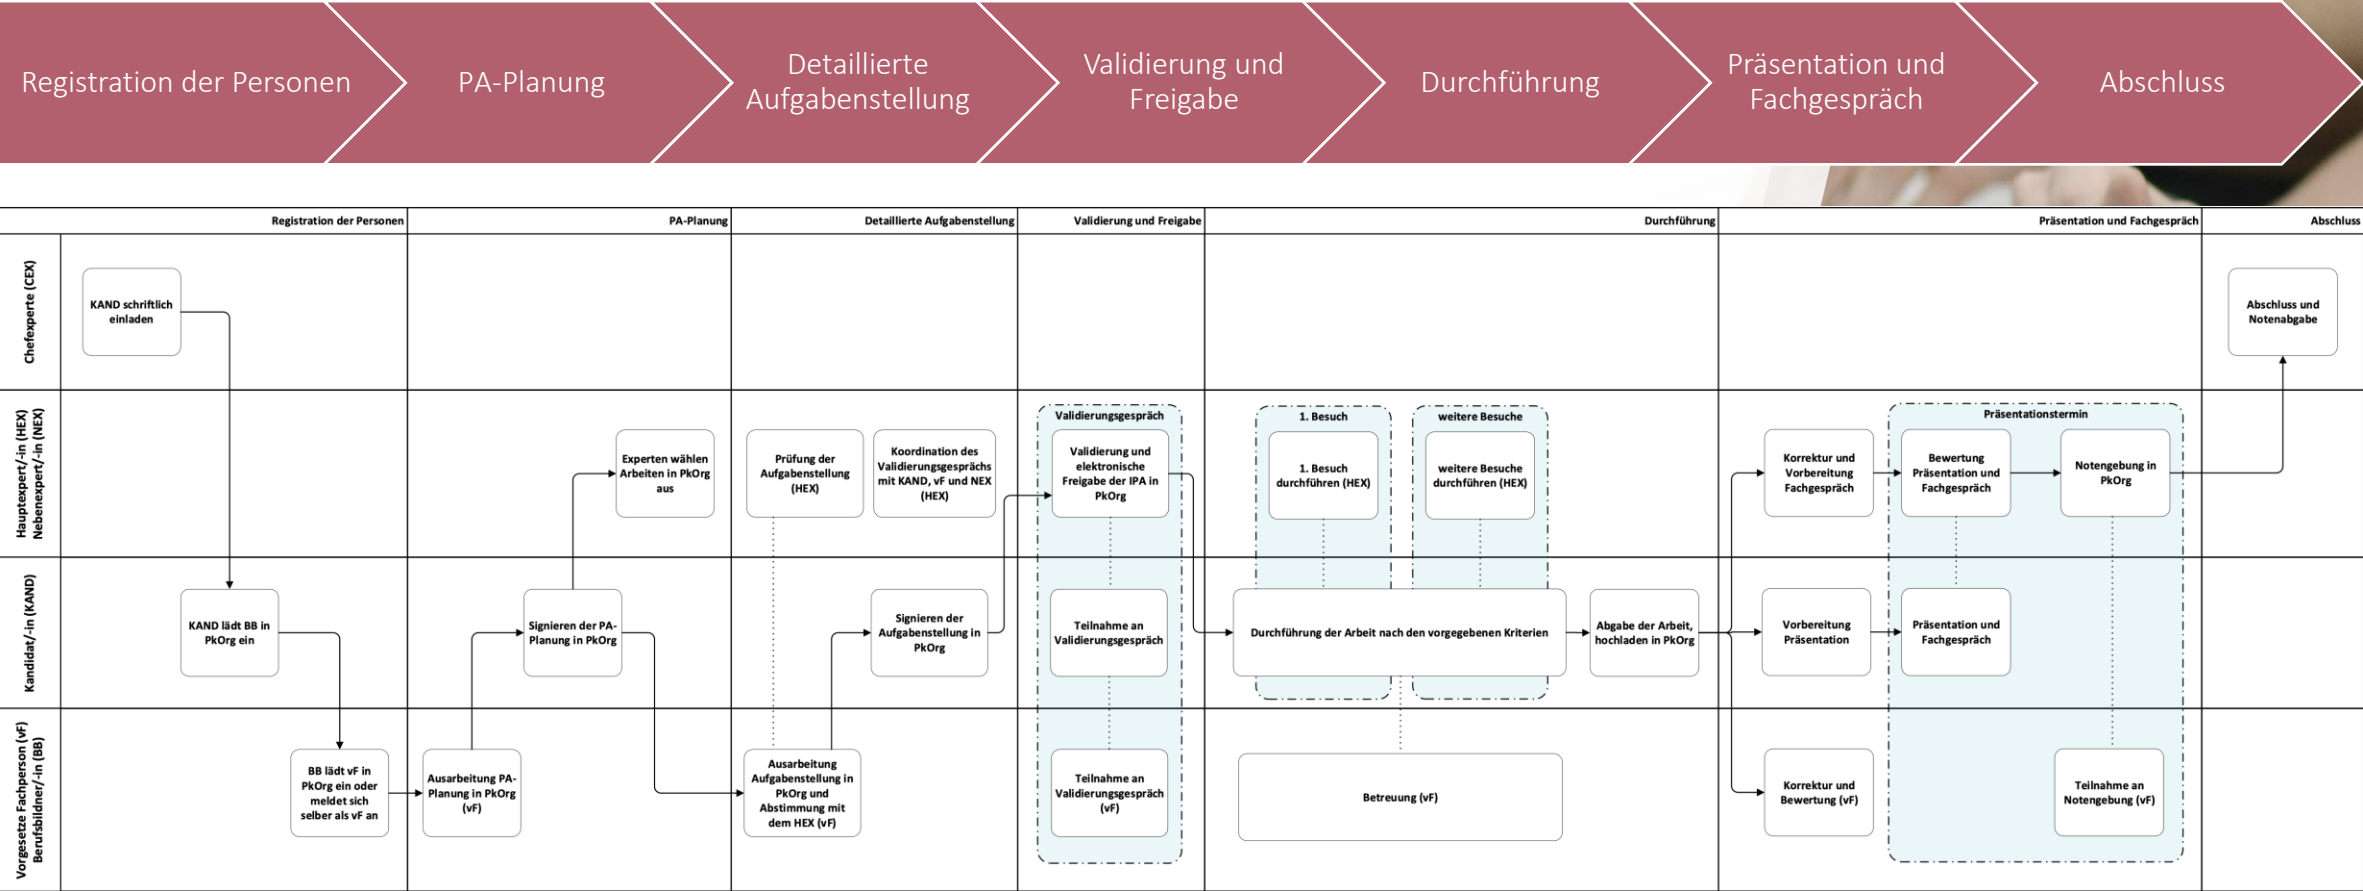 Registration der Personen
PA-Planung
Detaillierte
Aufgabenstellung
Validierung und
Freigabe
Durchführung
Präsentation und
Fachgespräch
Abschluss
Registration der Personen
PA-Planung
Detaillierte Aufgabenstellung
Validierung und Freigabe
Durchführung
Präsentation und Fachgespräch
Abschluss
Chefexperte (CEX)
KAND schriftlich
einladen
Abschluss und
Notenabgabe
Hauptexpert/-in (HEX)
Nebenexpert/-in (NEX)
Experten wählen
Arbeiten in PkOrg
aus
Prüfung der
Aufgabenstellung
(HEX)
Koordination des
Validierungsgesprächs
mit KAND, vF und NEX
(HEX)
Validierungsgespräch
Validierung und
elektronische
Freigabe der IPA in
PkOrg
1. Besuch
1. Besuch
durchführen (HEX)
weitere Besuche
weitere Besuche
durchführen (HEX)
Korrektur und
Vorbereitung
Fachgespräch
Präsentationstermin
Bewertung
Präsentation und
Fachgespräch
Notengebung in
PkOrg
Kandidat/-in (KAND)
KAND lädt BB in
PkOrg ein
Signieren der PA-
Planung in PkOrg
Signieren der
Aufgabenstellung in
PkOrg
Teilnahme an
Validierungsgespräch
Durchführung der Arbeit nach den vorgegebenen Kriterien
Abgabe der Arbeit,
hochladen in PkOrg
Vorbereitung
Präsentation
Präsentation und
Fachgespräch
Vorgesetze Fachperson (vF)
Berufsbildner/-in (BB)
BB lädt vF in
PkOrg ein oder
meldet sich
selber als vF an
Ausarbeitung PA-
Planung in PkOrg
(vF)
Ausarbeitung
Aufgabenstellung in
PkOrg und
Abstimmung mit
dem HEX (vF)
Teilnahme an
Validierungsgespräch
(vF)
Betreuung (vF)
Korrektur und
Bewertung (vF)
Teilnahme an
Notengebung (vF)